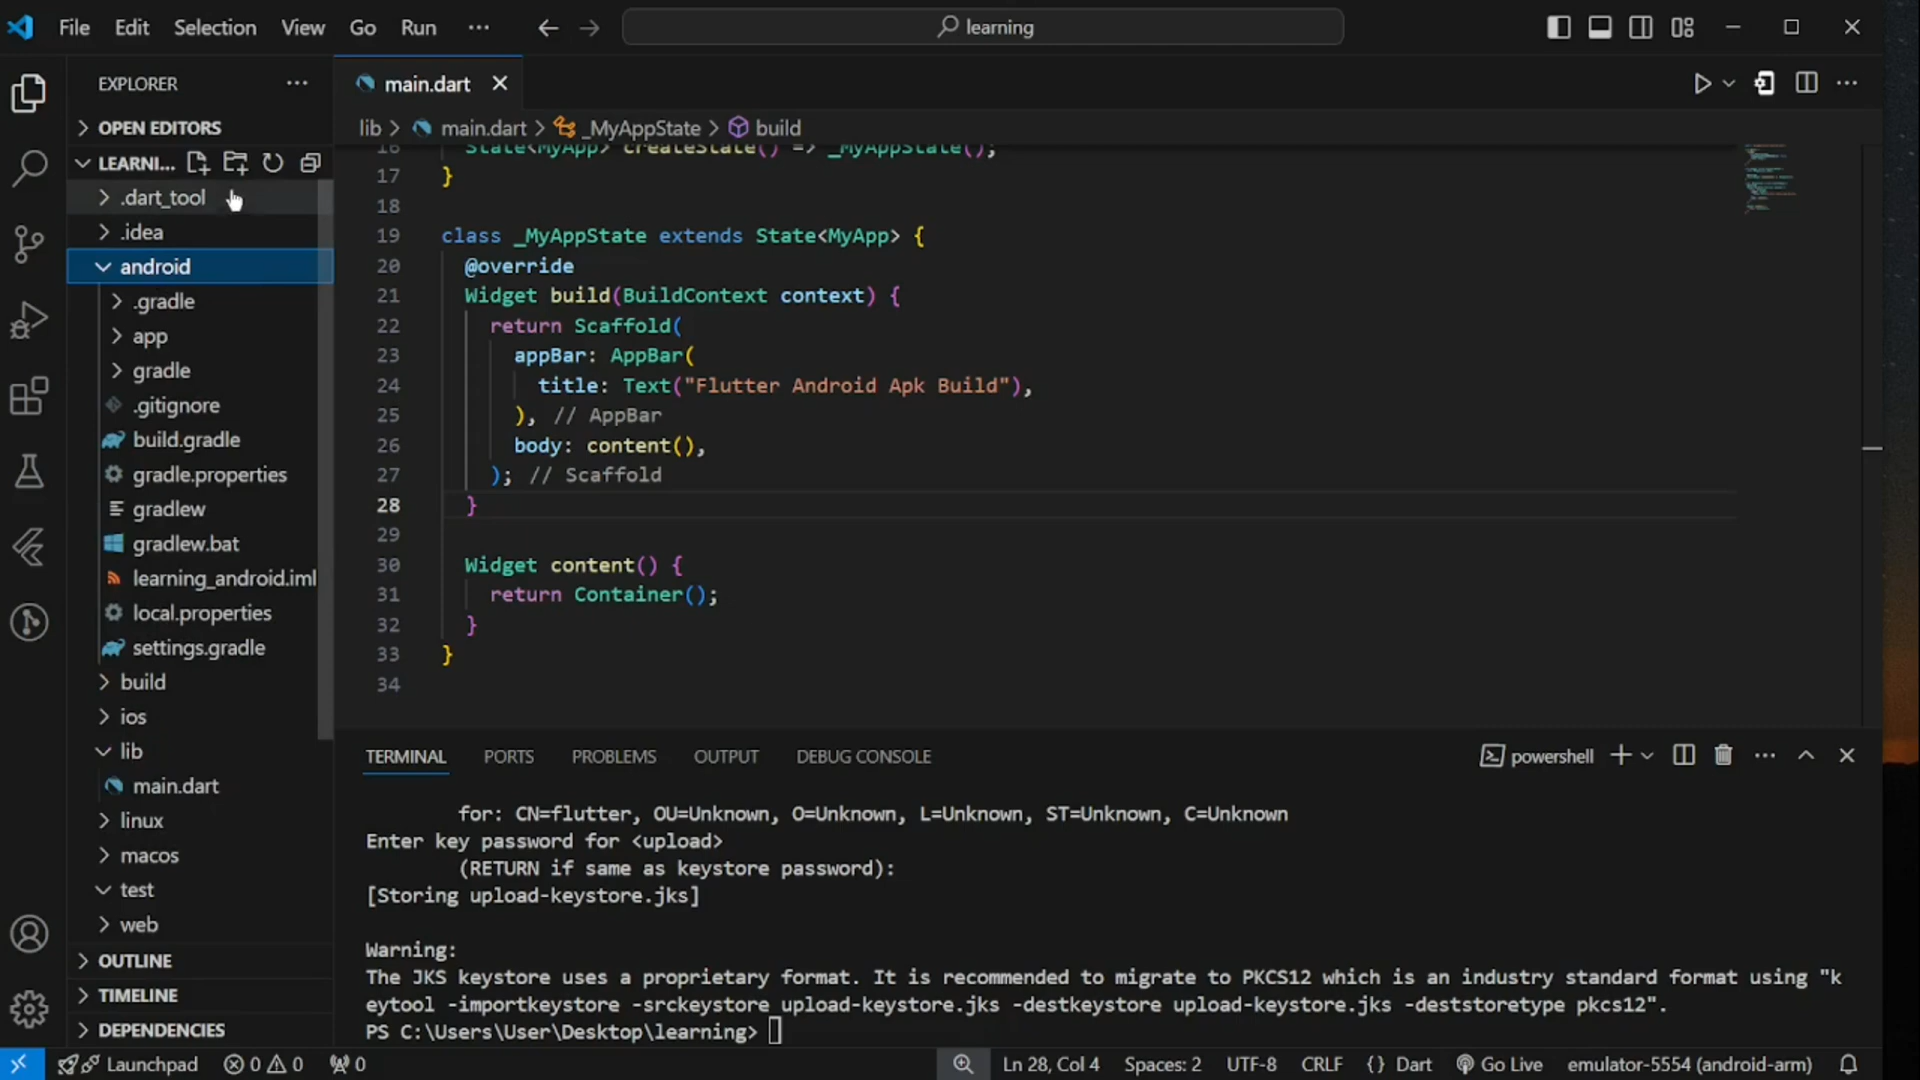 File Edit Selection View Go Run ··· learning
EXPLORER ···
OPEN EDITORS
LEARNI...
.dart_tool
.idea
android
.gradle
app
gradle
.gitignore
build.gradle
gradle.properties
gradlew
gradlew.bat
learning_android.iml
local.properties
settings.gradle
build
ios
lib
main.dart
linux
macos
test
web
OUTLINE
TIMELINE
DEPENDENCIES
main.dart
lib > main.dart > _MyAppState > build
16 State<MyApp> createState() => _MyAppState();
17 }
18
19 class _MyAppState extends State<MyApp> {
20 @override
21 Widget build(BuildContext context) {
22 return Scaffold(
23 appBar: AppBar(
24 title: Text("Flutter Android Apk Build"),
25 ), // AppBar
26 body: content(),
27 ); // Scaffold
28 }
29
30 Widget content() {
31 return Container();
32 }
33 }
34
TERMINAL PORTS PROBLEMS OUTPUT DEBUG CONSOLE powershell
for: CN=flutter, OU=Unknown, O=Unknown, L=Unknown, ST=Unknown, C=Unknown
Enter key password for <upload>
(RETURN if same as keystore password):
[Storing upload-keystore.jks]
Warning:
The JKS keystore uses a proprietary format. It is recommended to migrate to PKCS12 which is an industry standard format using "k
eytool -importkeystore -srckeystore upload-keystore.jks -destkeystore upload-keystore.jks -deststoretype pkcs12".
PS C:\Users\User\Desktop\learning>
Launchpad 0 0 0 Ln 28, Col 4 Spaces: 2 UTF-8 CRLF {} Dart Go Live emulator-5554 (android-arm)